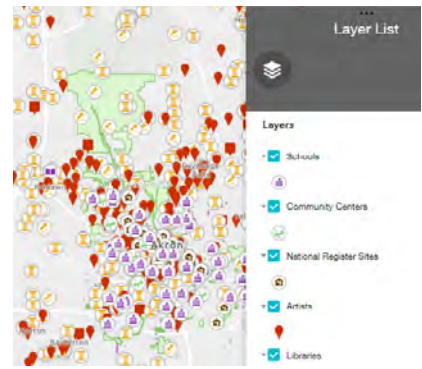 Layer List
Layers
Schools
Community Centers
National Register Sites
Artists
Libraries
Akron